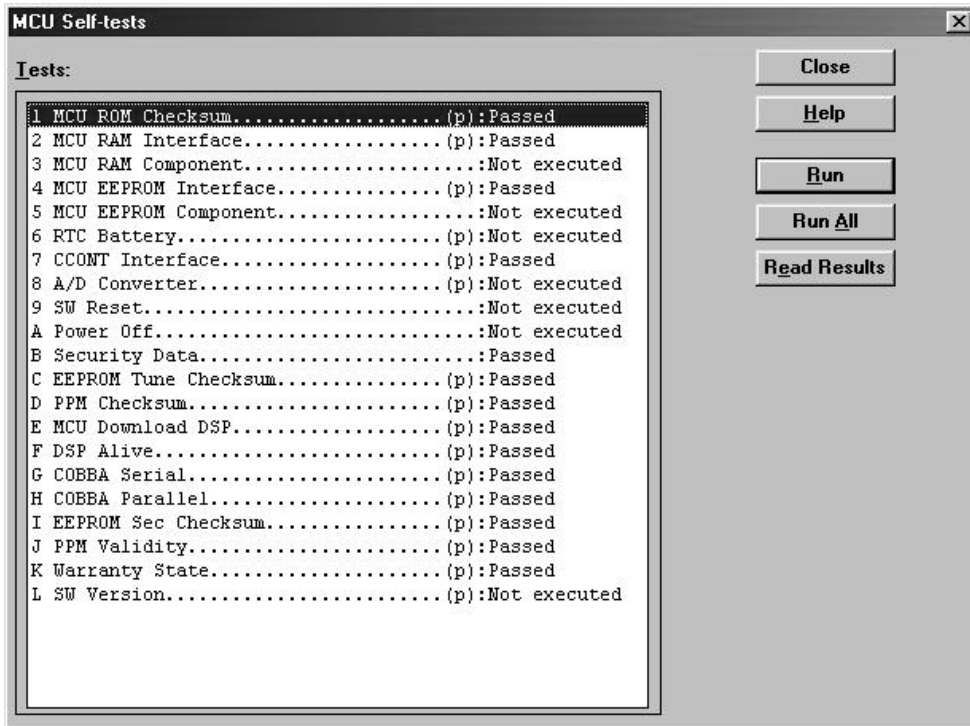 MCU Self-tests
Tests:
1 MCU ROM Checksum...................(p):Passed
2 MCU RAM Interface..................(p):Passed
3 MCU RAM Component.....................:Not executed
4 MCU EEPROM Interface...............(p):Passed
5 MCU EEPROM Component..................:Not executed
6 RTC Battery........................(p):Not executed
7 CCONT Interface....................(p):Passed
8 A/D Converter......................(p):Not executed
9 SW Reset..............................:Not executed
A Power Off.............................:Not executed
B Security Data.........................:Passed
C EEPROM Tune Checksum...............(p):Passed
D PPM Checksum.......................(p):Passed
E MCU Download DSP...................(p):Passed
F DSP Alive..........................(p):Passed
G COBBA Serial.......................(p):Passed
H COBBA Parallel.....................(p):Passed
I EEPROM Sec Checksum................(p):Passed
J PPM Validity.......................(p):Passed
K Warranty State.....................(p):Passed
L SW Version.........................(p):Not executed
Close
Help
Run
Run All
Read Results